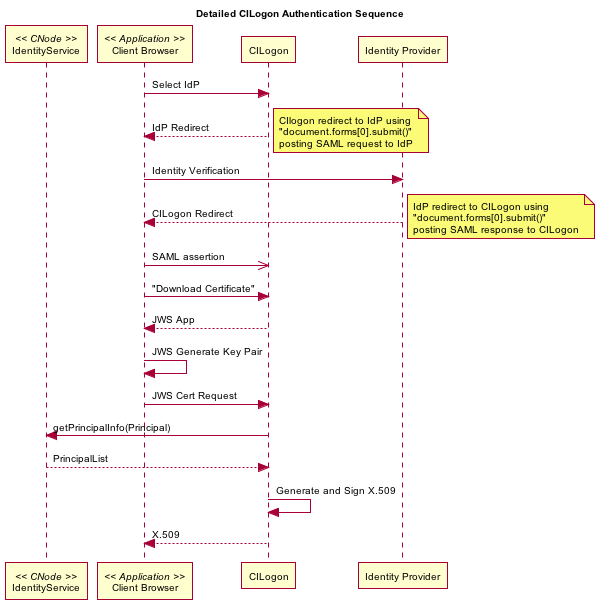 Detailed CILogon Authentication Sequence
<< CNode >>
IdentityService
<< Application >>
Client Browser
CILogon
Identity Provider
Select IdP
CIlogon redirect to IdP using
"document.forms[0].submit()"
posting SAML request to IdP
IdP Redirect
Identity Verification
IdP redirect to CILogon using
"document.forms[0].submit()"
posting SAML response to CILogon
CILogon Redirect
SAML assertion
"Download Certificate"
JWS App
JWS Generate Key Pair
JWS Cert Request
getPrincipalInfo(Principal)
PrincipalList
Generate and Sign X.509
X.509
<< CNode >>
IdentityService
<< Application >>
Client Browser
CILogon
Identity Provider